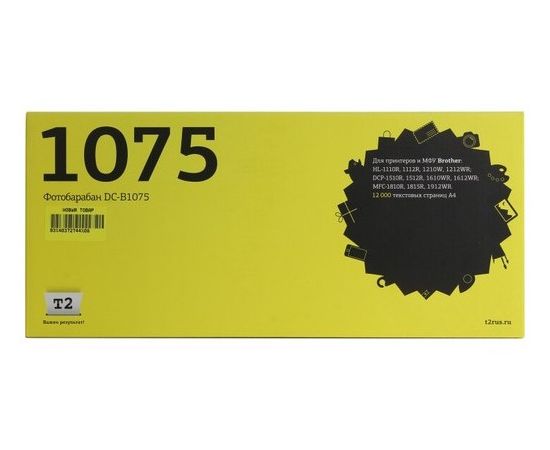 1075
Фотобарабан DC-B1075
НОВЫЙ ТОВАР
T2
Важен результат!
Для принтеров и МФУ Brother:
HL-1110R, 1112R, 1210W, 1212WR;
DCP-1510R, 1512R, 1610WR, 1612WR;
MFC-1810R, 1815R, 1912WR.
12 000 текстовых страниц А4
t2rus.ru